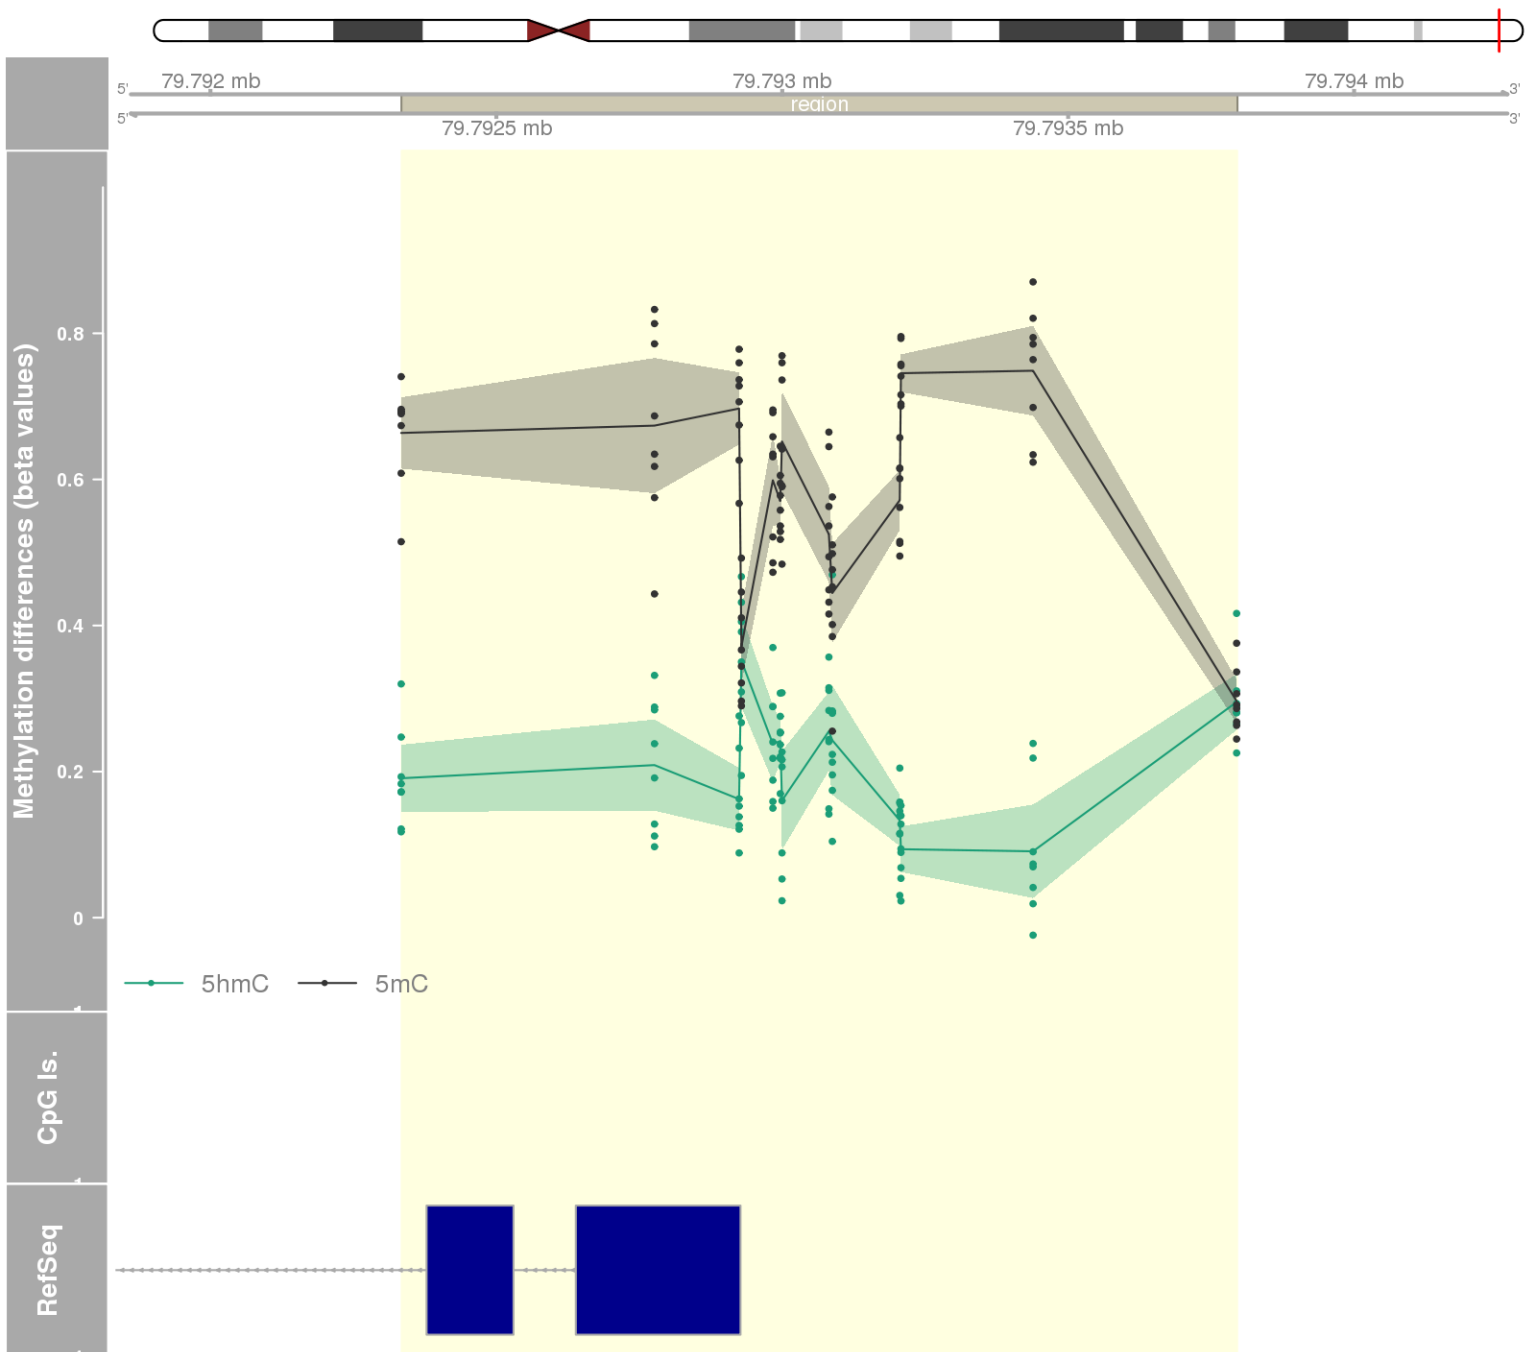 79.792 mb
79.793 mb
79.794 mb
5'
3'
region
5'
3'
79.7925 mb
79.7935 mb
Methylation differences (beta values)
0.8
0.6
0.4
0.2
0
5hmC
5mC
CpG Is.
RefSeq